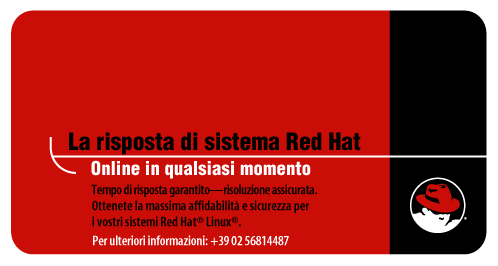 La risposta di sistema Red Hat
Online in qualsiasi momento
Tempo di risposta garantito—risoluzione assicurata.
Ottenete la massima affidabilità e sicurezza per
i vostri sistemi Red Hat® Linux®.
Per ulteriori informazioni: +39 02 56814487